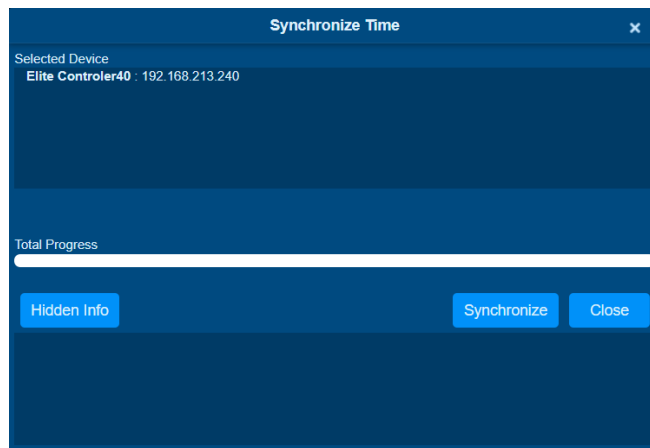 Synchronize Time ×
Selected Device
Elite Controler40 : 192.168.213.240
Total Progress
Hidden Info Synchronize Close